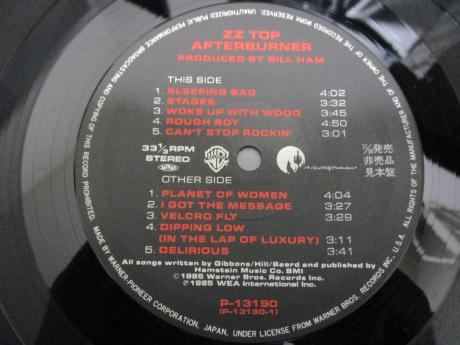 ZZ TOP
AFTERBURNER
PRODUCED BY BILL HAM
THIS SIDE
1. SLEEPING BAG 4:02
2. STAGES 3:32
3. WOKE UP WITH WOOD 3:45
4. ROUGH BOY 4:50
5. CAN'T STOP ROCKIN' 3:01
33 1/3 RPM
STEREO
発売
非売品
見本盤
OTHER SIDE
1. PLANET OF WOMEN 4:04
2. I GOT THE MESSAGE 3:27
3. VELCRO FLY 3:29
4. DIPPING LOW
(IN THE LAP OF LUXURY) 3:11
5. DELIRIOUS 3:41
All songs written by Gibbons/Hill/Beard and published by
Hamstein Music Co. BMI
©1985 Warner Bros. Records Inc.
℗1985 WEA International Inc.
P-13190
(P-13190-1)
MADE BY WARNER-PIONEER CORPORATION, JAPAN, UNDER LICENSE FROM WARNER BROS. RECORDS INC., U.S.A. ALL RIGHTS OF THE MANUFACTURER AND OF THE OWNER OF THE RECORDED WORK RESERVED. UNAUTHORIZED PUBLIC PERFORMANCE, BROADCASTING AND COPYING OF THIS RECORD PROHIBITED.